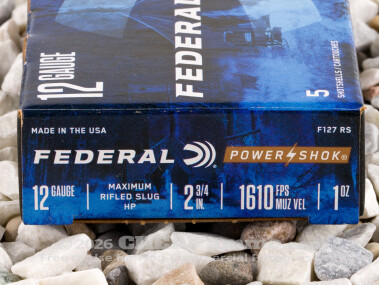 12 GAUGE
FEDERAL
5
SHOTSHELLS / CARTOUCHES
MADE IN THE USA
F127 RS
FEDERAL POWER SHOK®
12 GAUGE
MAXIMUM
RIFLED SLUG
HP
2 3/4
IN.
1610 FPS
MUZ VEL
1 OZ